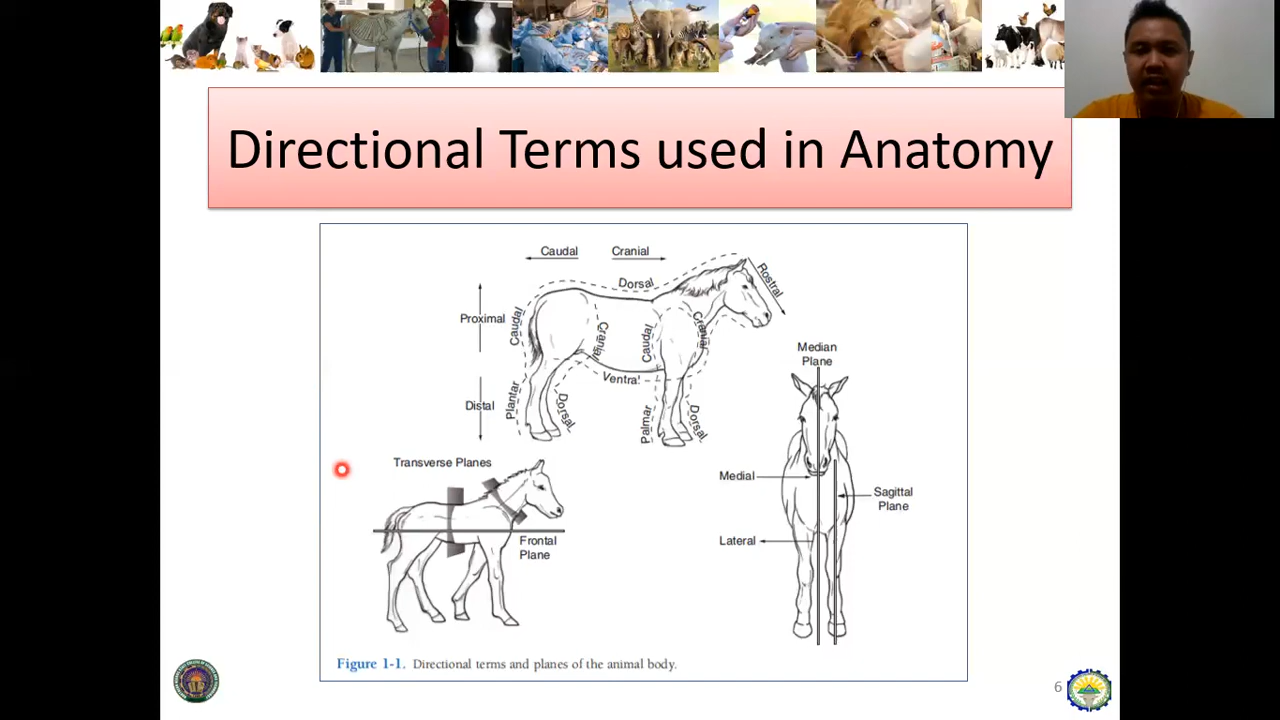 Directional Terms used in Anatomy
Caudal
Cranial
Dorsal
Rostral
Proximal
Caudal
Cranial
Caudal
Cranial
Ventral
Distal
Plantar
Dorsal
Palmar
Dorsal
Median
Plane
Transverse Planes
Medial
Sagittal
Plane
Frontal
Plane
Lateral
Figure 1-1. Directional terms and planes of the animal body.
6